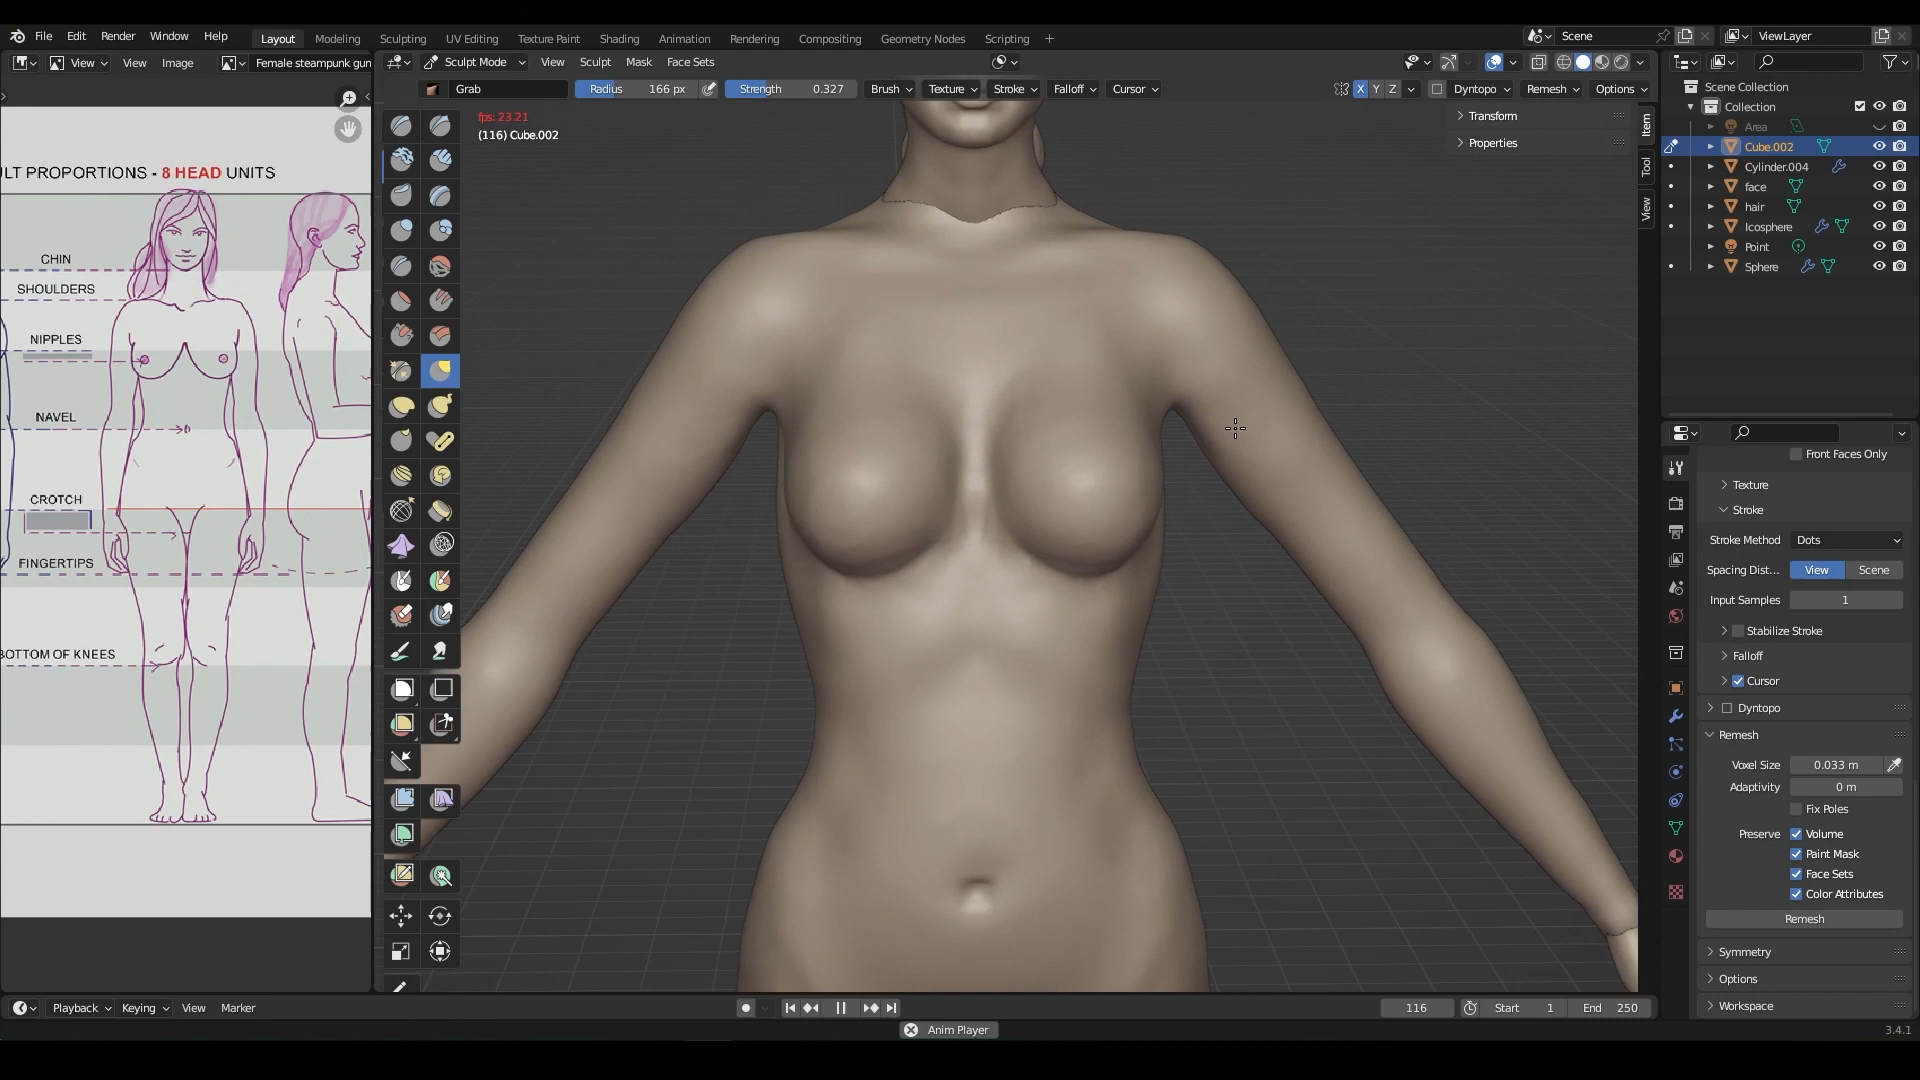 File Edit Render Window Help Layout Modeling Sculpting UV Editing Texture Paint Shading Animation Rendering Compositing Geometry Nodes Scripting + Scene ViewLayer
View View Image Female steampunk gun
Sculpt Mode View Sculpt Mask Face Sets
Grab Radius 166 px Strength 0.327 Brush Texture Stroke Falloff Cursor X Y Z Dyntopo Remesh Options
fps: 23.21
(116) Cube.002
Transform
Properties
Item
Tool
View
LT PROPORTIONS - 8 HEAD UNITS
CHIN
SHOULDERS
NIPPLES
NAVEL
CROTCH
FINGERTIPS
BOTTOM OF KNEES
Scene Collection
Collection
Area
Cube.002
Cylinder.004
face
hair
Icosphere
Point
Sphere
Front Faces Only
Texture
Stroke
Stroke Method Dots
Spacing Dist... View Scene
Input Samples 1
Stabilize Stroke
Falloff
Cursor
Dyntopo
Remesh
Voxel Size 0.033 m
Adaptivity 0 m
Fix Poles
Preserve Volume
Paint Mask
Face Sets
Color Attributes
Remesh
Symmetry
Options
Workspace
Playback Keying View Marker 116 Start 1 End 250
Anim Player
3.4.1